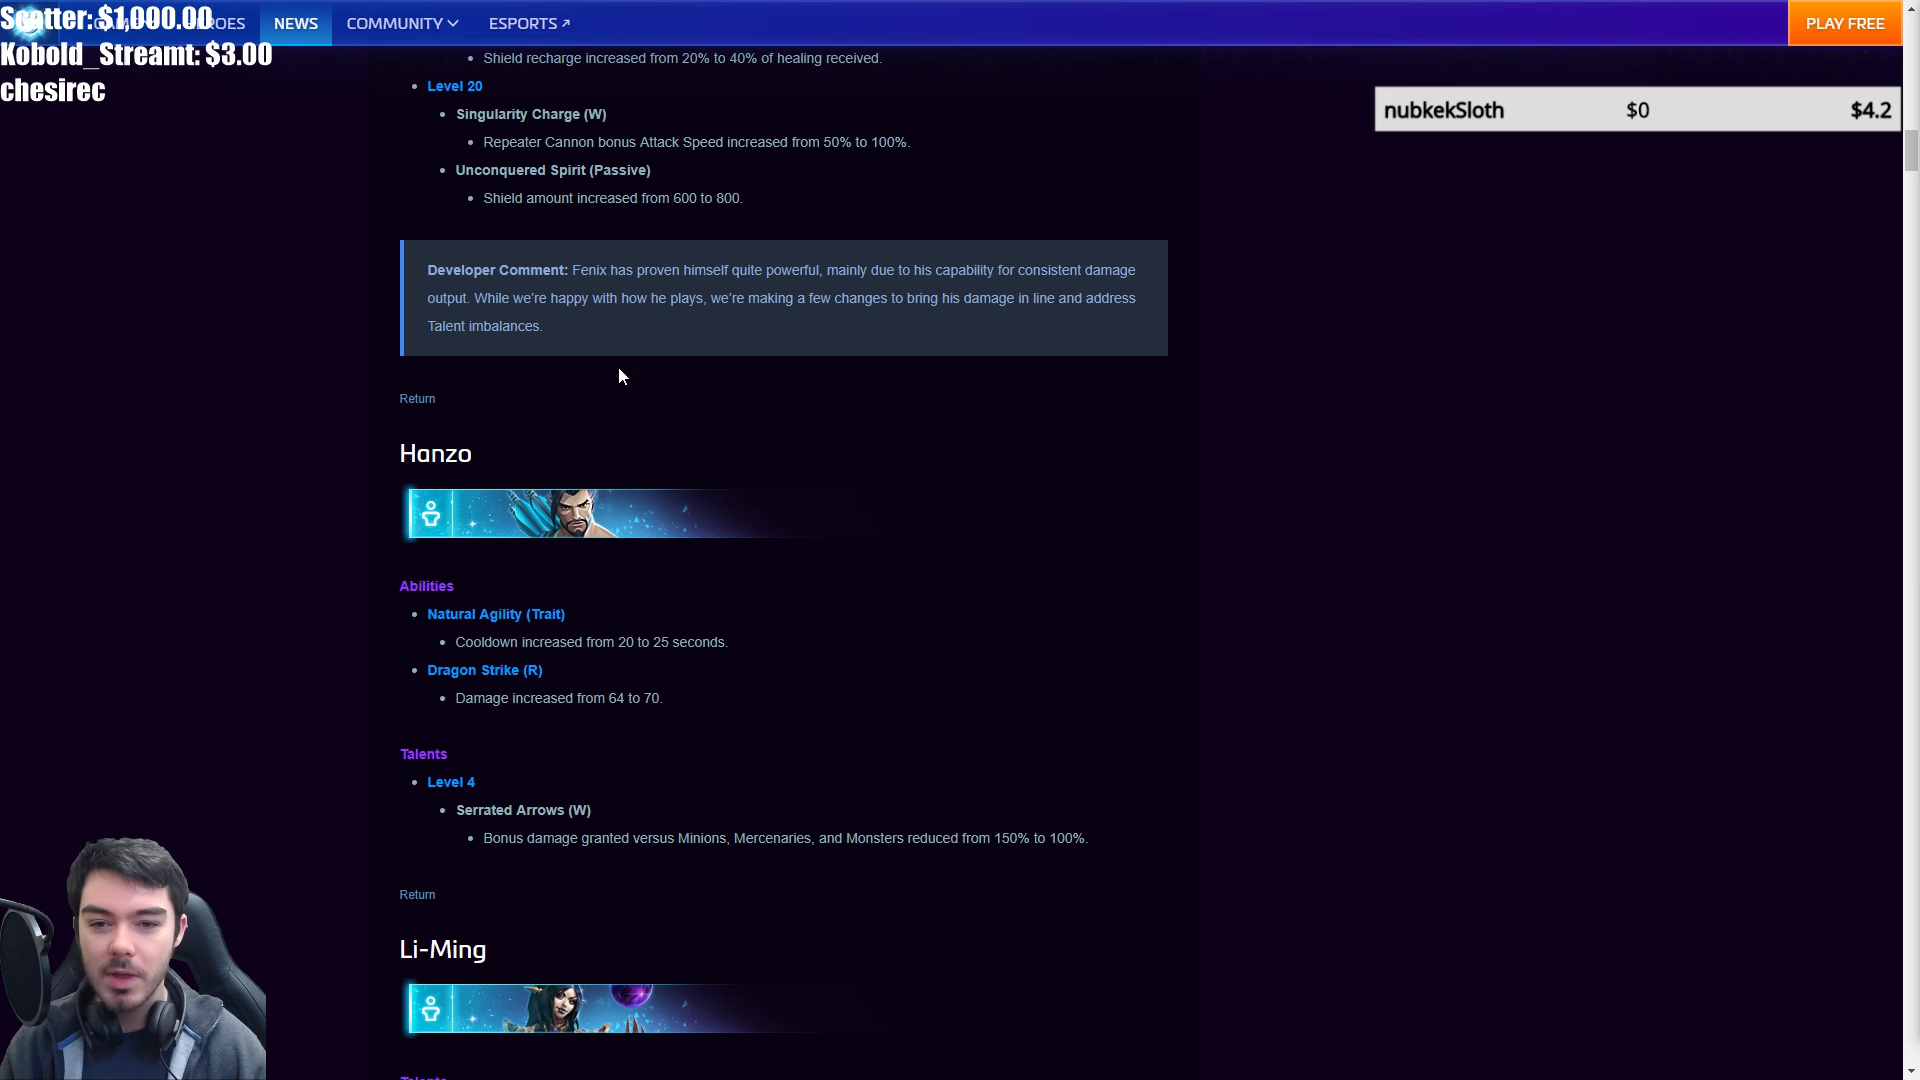 Scotter: $1,000.00
Kobold_Streamt: $3.00
chesirec
NEWS
COMMUNITY
ESPORTS
PLAY FREE
nubkekSloth $0 $4.2
Shield recharge increased from 20% to 40% of healing received.
Level 20
Singularity Charge (W)
Repeater Cannon bonus Attack Speed increased from 50% to 100%.
Unconquered Spirit (Passive)
Shield amount increased from 600 to 800.
Developer Comment: Fenix has proven himself quite powerful, mainly due to his capability for consistent damage
output. While we’re happy with how he plays, we’re making a few changes to bring his damage in line and address
Talent imbalances.
Return
Hanzo
Abilities
Natural Agility (Trait)
Cooldown increased from 20 to 25 seconds.
Dragon Strike (R)
Damage increased from 64 to 70.
Talents
Level 4
Serrated Arrows (W)
Bonus damage granted versus Minions, Mercenaries, and Monsters reduced from 150% to 100%.
Return
Li-Ming